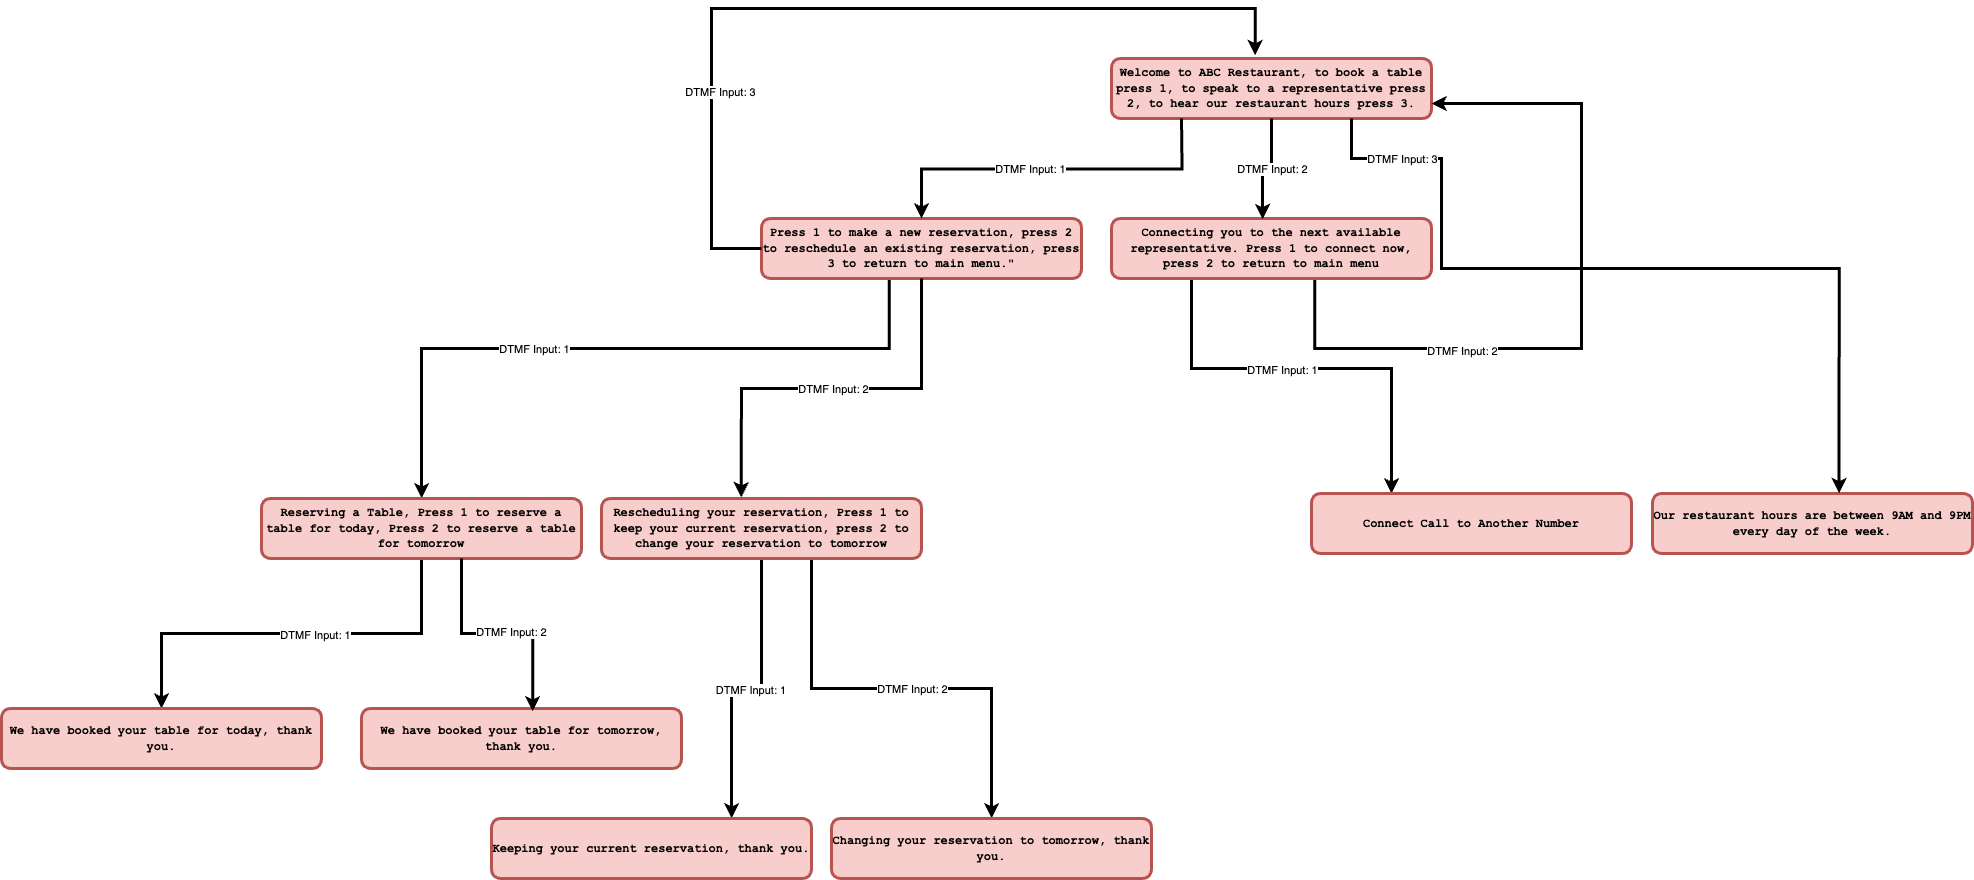 DTMF Input: 3
Welcome to ABC Restaurant, to book a table
press 1, to speak to a representative press
2, to hear our restaurant hours press 3.
DTMF Input: 1
DTMF Input: 2
DTMF Input: 3
Press 1 to make a new reservation, press 2
to reschedule an existing reservation, press
3 to return to main menu."
Connecting you to the next available
representative. Press 1 to connect now,
press 2 to return to main menu
DTMF Input: 1
DTMF Input: 2
DTMF Input: 1
DTMF Input: 2
Reserving a Table, Press 1 to reserve a
table for today, Press 2 to reserve a table
for tomorrow
Rescheduling your reservation, Press 1 to
keep your current reservation, press 2 to
change your reservation to tomorrow
Connect Call to Another Number
Our restaurant hours are between 9AM and 9PM
every day of the week.
DTMF Input: 1
DTMF Input: 2
DTMF Input: 1
DTMF Input: 2
We have booked your table for today, thank
you.
We have booked your table for tomorrow,
thank you.
Keeping your current reservation, thank you.
Changing your reservation to tomorrow, thank
you.